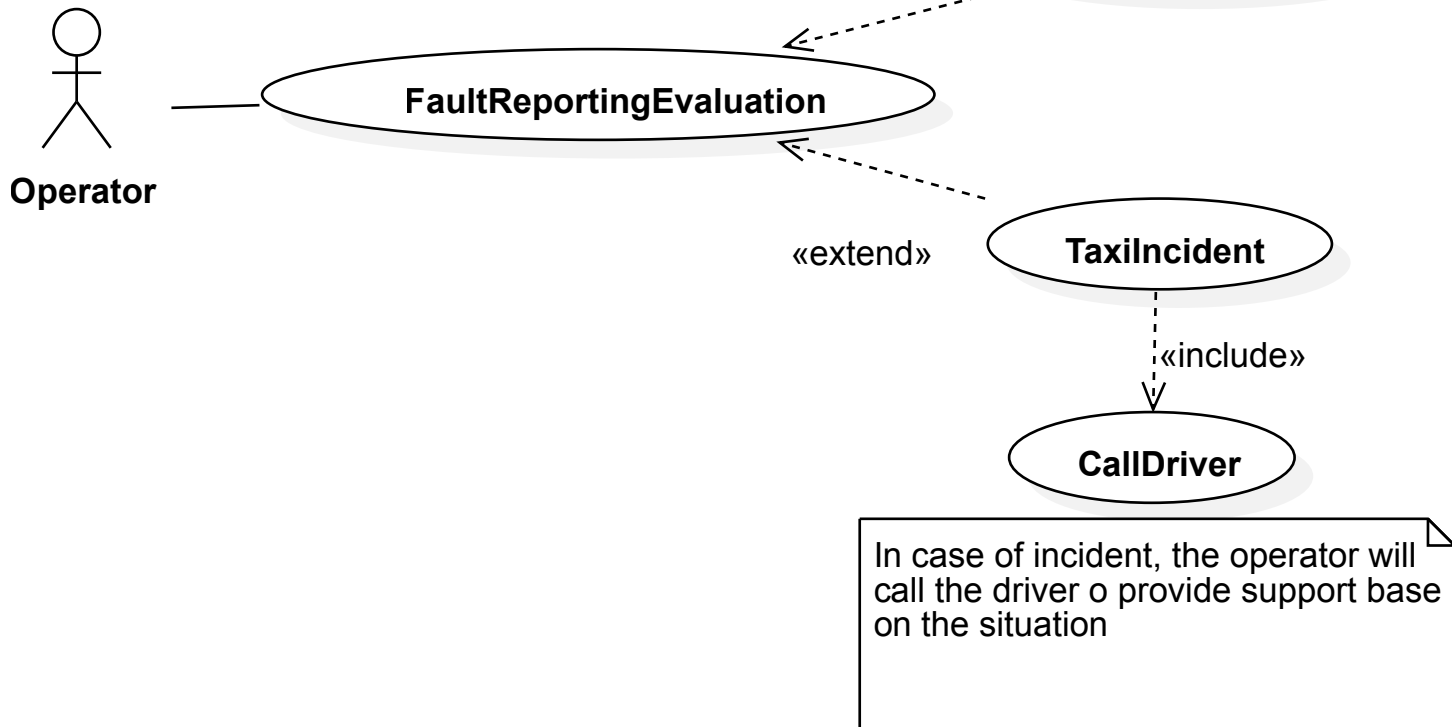 FaultReportingEvaluation
Operator
«extend»
TaxiIncident
«include»
CallDriver
In case of incident, the operator will
call the driver o provide support base
on the situation